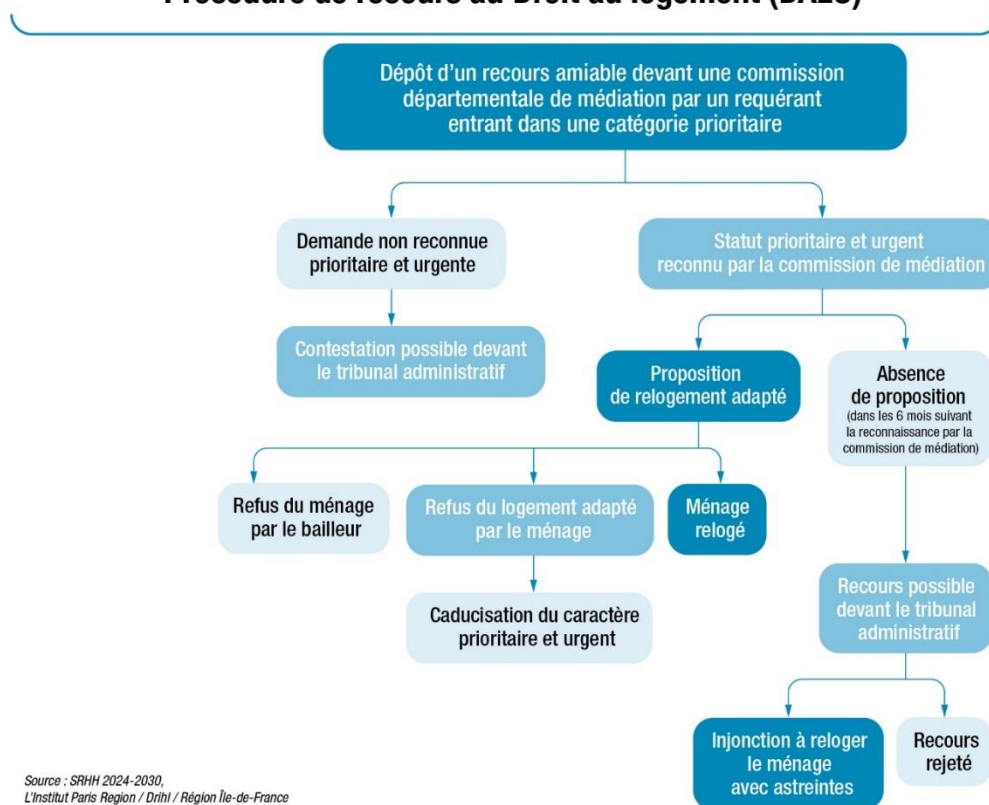 Procédure de recours au Droit au logement (DALO)
Dépôt d'un recours amiable devant une commission
départementale de médiation par un requérant
entrant dans une catégorie prioritaire
Demande non reconnue
prioritaire et urgente
Statut prioritaire et urgent
reconnu par la commission de médiation
Contestation possible devant
le tribunal administratif
Proposition
de relogement adapté
Absence
de proposition
(dans les 6 mois suivant
la reconnaissance par la
commission de médiation)
Refus du ménage
par le bailleur
Refus du logement adapté
par le ménage
Ménage
relogé
Caducisation du caractère
prioritaire et urgent
Recours possible
devant le tribunal
administratif
Injonction à reloger
le ménage
avec astreintes
Recours
rejeté
Source : SRHH 2024-2030,
L'Institut Paris Region / Drihl / Région Île-de-France